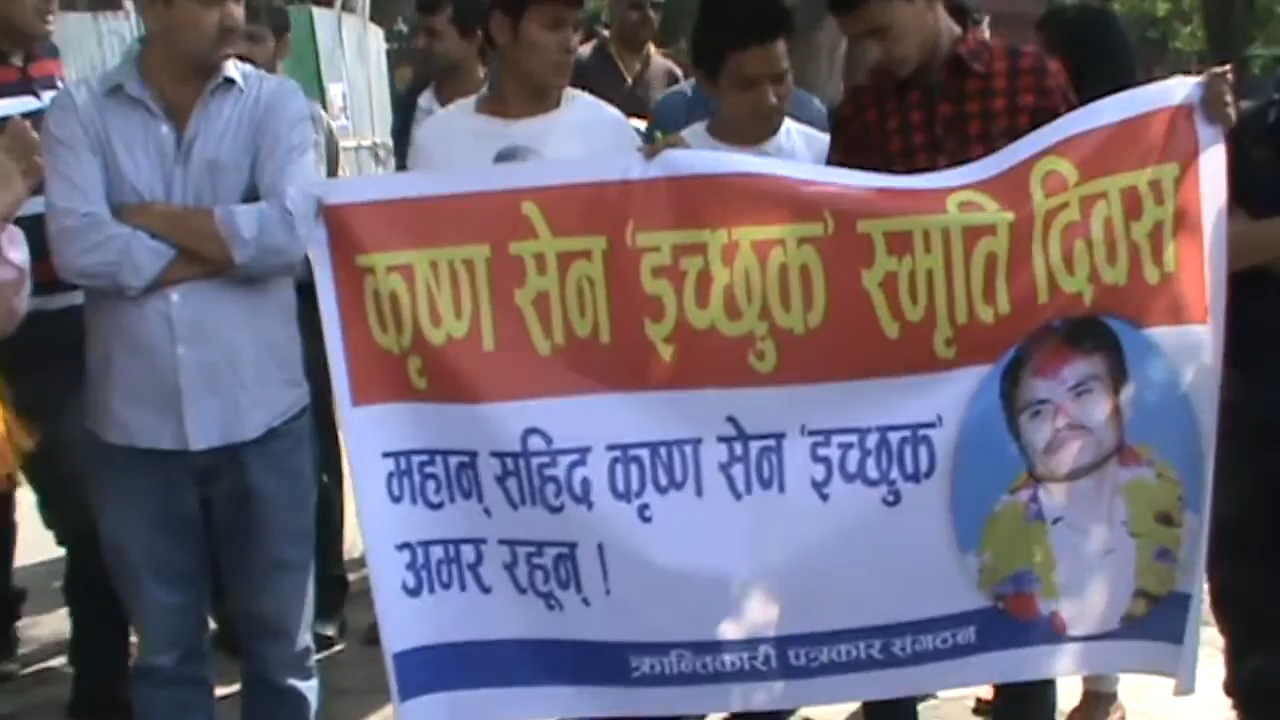 कृष्ण सेन 'इच्छुक' स्मृति दिवस
महान् सहिद कृष्ण सेन 'इच्छुक'
अमर रहून् !
क्रान्तिकारी पत्रकार संगठन